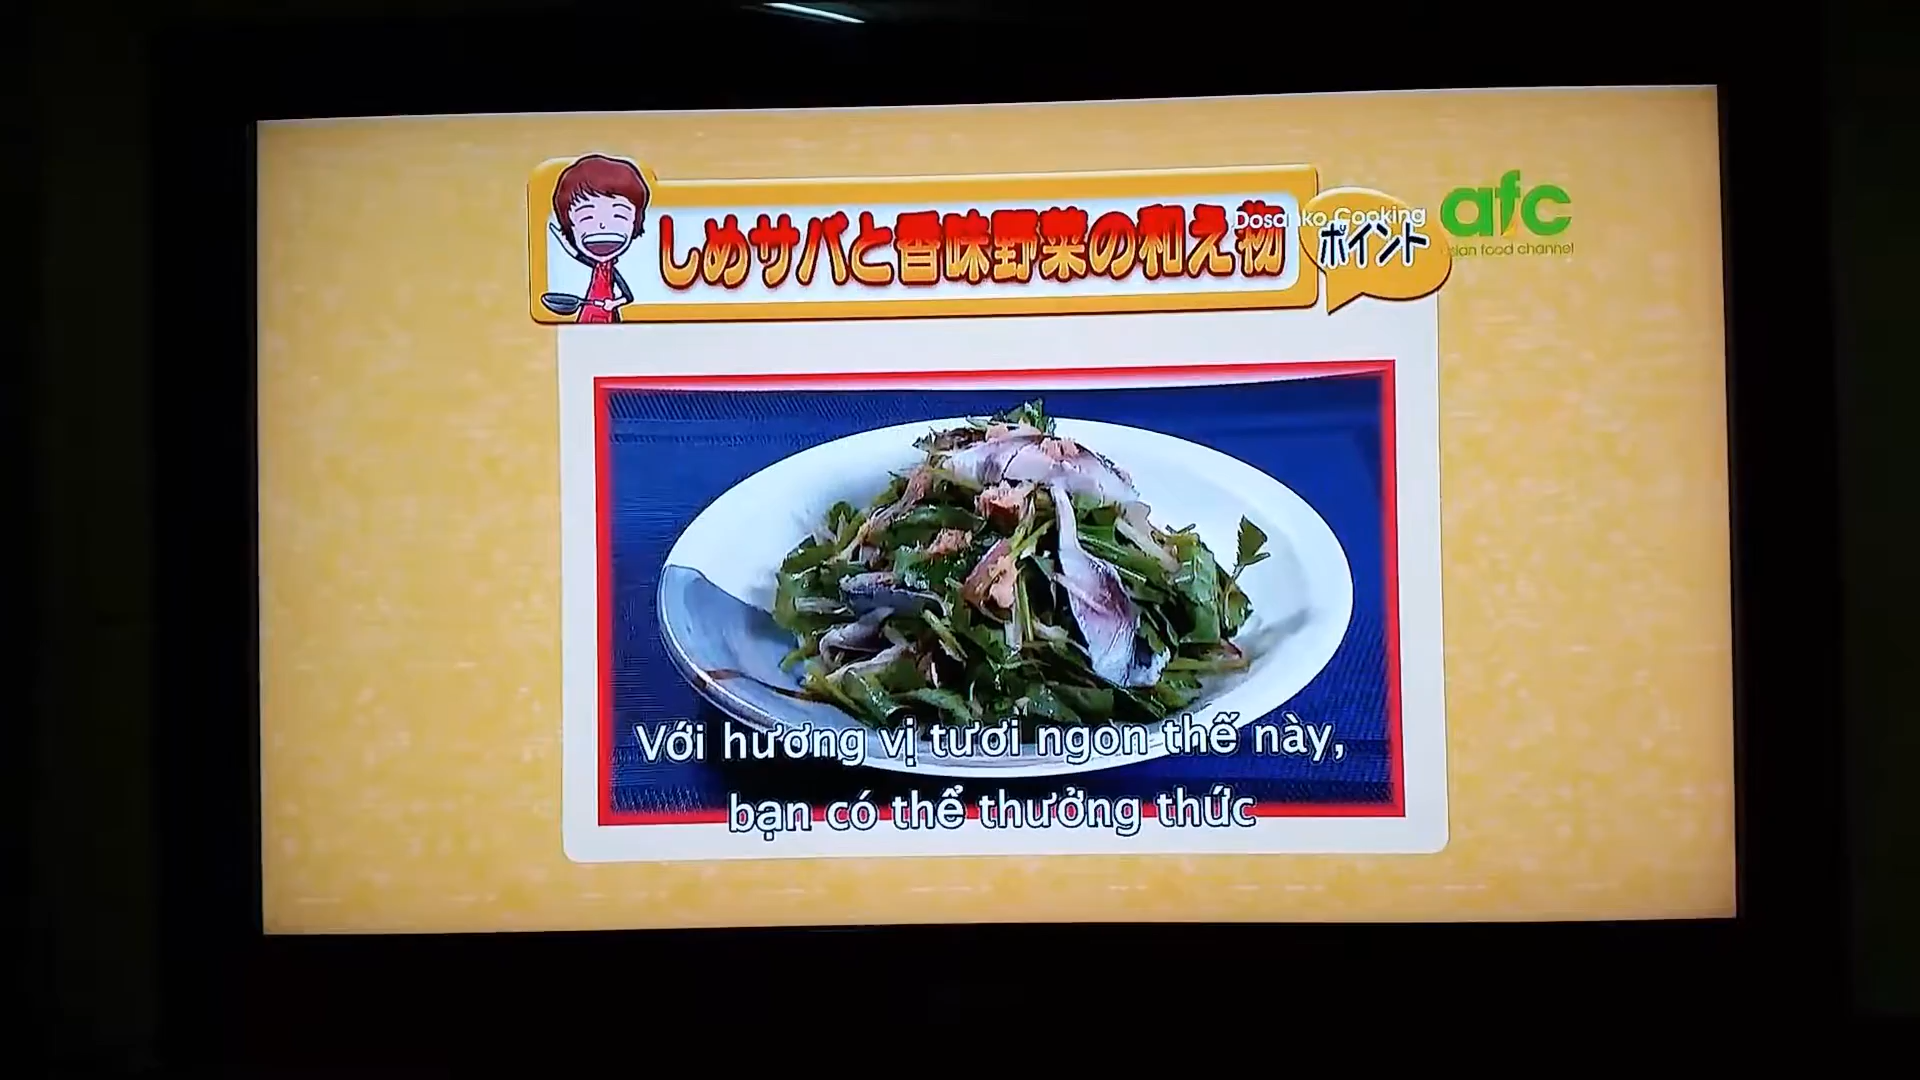 しめサバと香味野菜の和え物
ポイント
Dosanko Cooking
afc
asian food channel
Với hương vị tươi ngon thế này,
bạn có thể thưởng thức